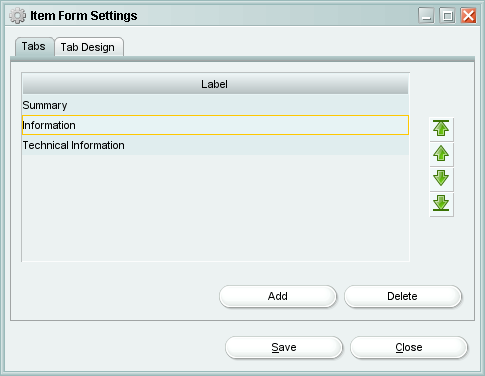 Item Form Settings
Tabs Tab Design
Label
Summary
Information
Technical Information
Add Delete
Save Close